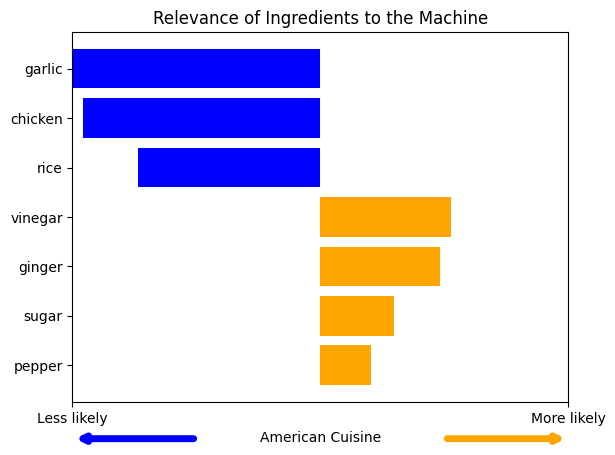 Relevance of Ingredients to the Machine
garlic
chicken
rice
vinegar
ginger
sugar
pepper
Less likely
More likely
American Cuisine